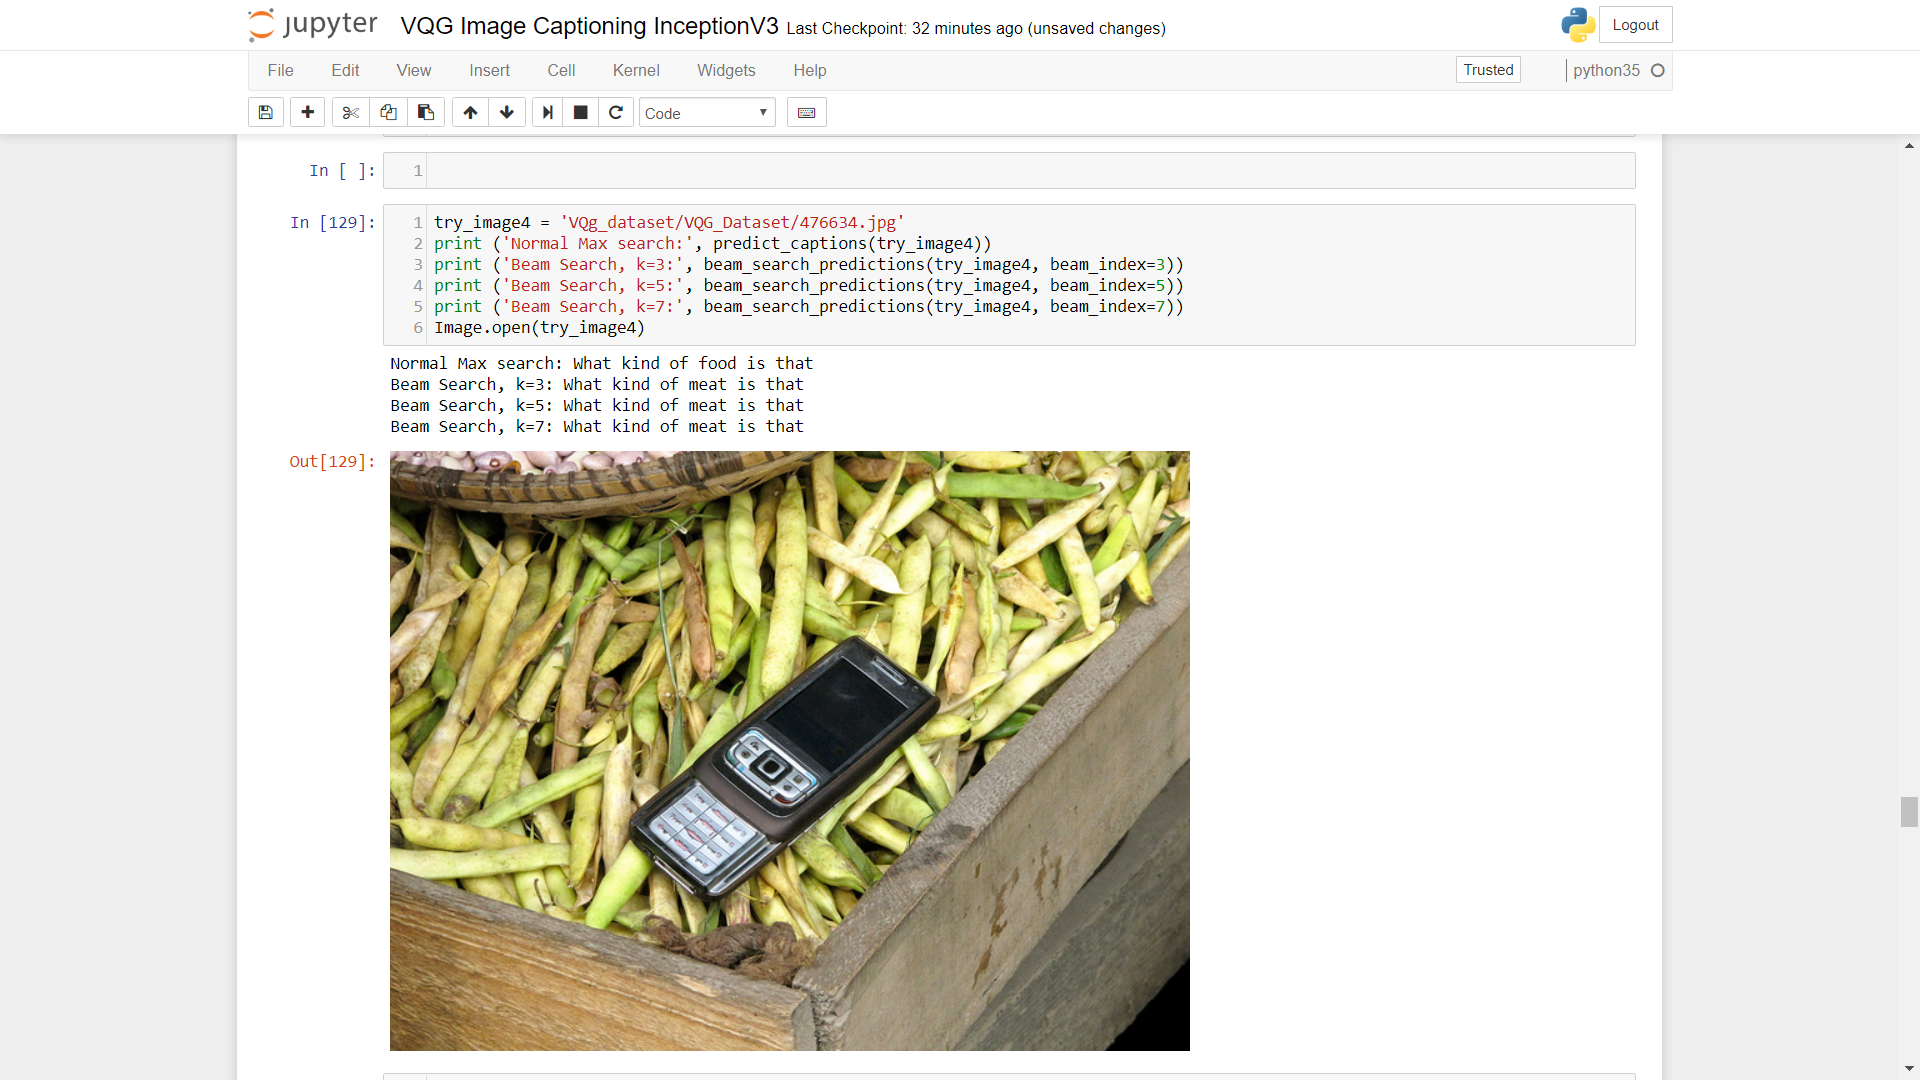 jupyter VQG Image Captioning InceptionV3 Last Checkpoint: 32 minutes ago (unsaved changes) Logout
File Edit View Insert Cell Kernel Widgets Help Trusted python35
Code
In [ ]: 1
In [129]: 1 try_image4 = 'VQg_dataset/VQG_Dataset/476634.jpg'
2 print ('Normal Max search:', predict_captions(try_image4))
3 print ('Beam Search, k=3:', beam_search_predictions(try_image4, beam_index=3))
4 print ('Beam Search, k=5:', beam_search_predictions(try_image4, beam_index=5))
5 print ('Beam Search, k=7:', beam_search_predictions(try_image4, beam_index=7))
6 Image.open(try_image4)
Normal Max search: What kind of food is that
Beam Search, k=3: What kind of meat is that
Beam Search, k=5: What kind of meat is that
Beam Search, k=7: What kind of meat is that
Out[129]: